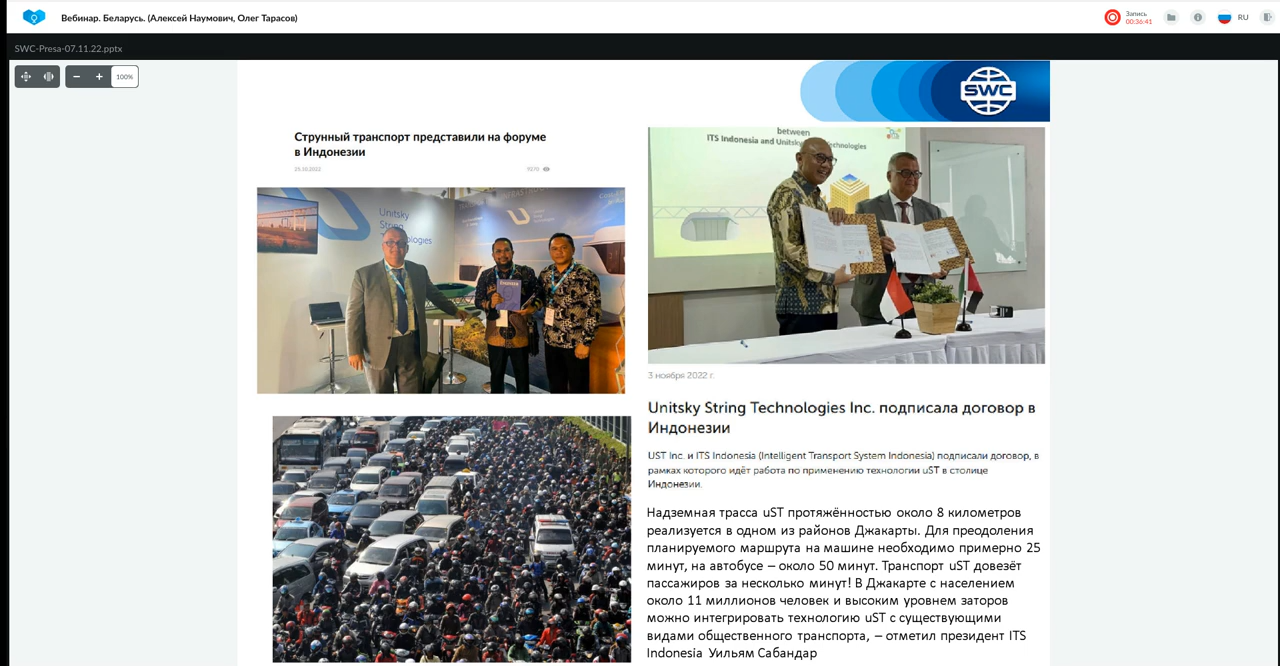 Вебинар. Беларусь. (Алексей Наумович, Олег Тарасов)
Запись
00:36:41
RU
SWC-Presa-07.11.22.pptx
100%
SWC
Струнный транспорт представили на форуме
в Индонезии
25.10.2022
9270
Unitsky
String
Technologies
between
ITS Indonesia and Unitsky
Technologies
3 ноября 2022 г.
Unitsky String Technologies Inc. подписала договор в
Индонезии
UST Inc. и ITS Indonesia (Intelligent Transport System Indonesia) подписали договор, в
рамках которого идёт работа по применению технологии uST в столице
Индонезии.
Надземная трасса uST протяжённостью около 8 километров
реализуется в одном из районов Джакарты. Для преодоления
планируемого маршрута на машине необходимо примерно 25
минут, на автобусе – около 50 минут. Транспорт uST довезёт
пассажиров за несколько минут! В Джакарте с населением
около 11 миллионов человек и высоким уровнем заторов
можно интегрировать технологию uST с существующими
видами общественного транспорта, – отметил президент ITS
Indonesia Уильям Сабандар